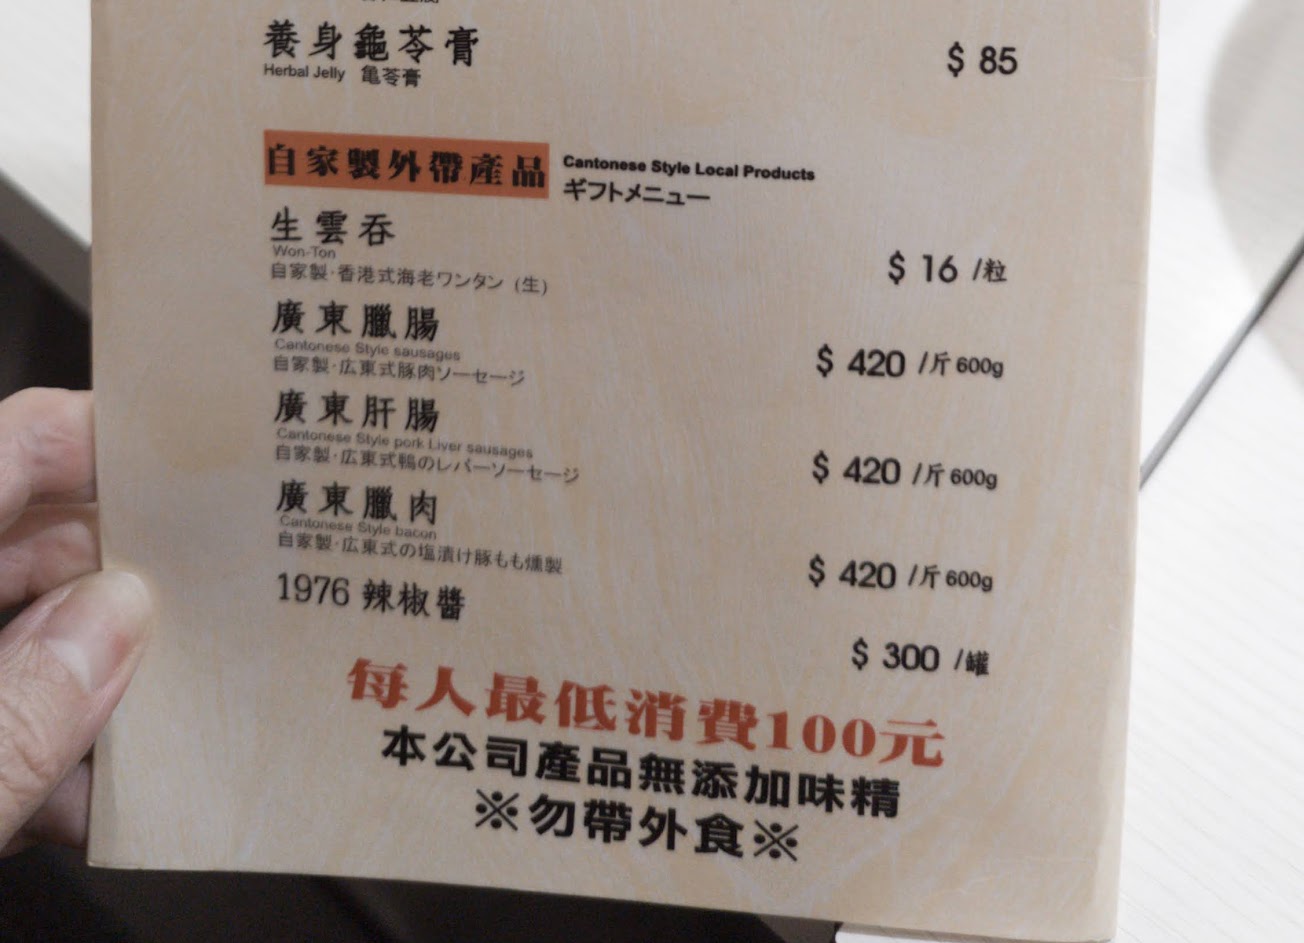 養身龜苓膏
$ 85
Herbal Jelly 亀苓膏
自家製外帶產品
Cantonese Style Local Products
ギフトメニュー
生雲吞
Won-Ton
$ 16 /粒
自家製·香港式海老ワンタン (生)
廣東臘腸
Cantonese Style sausages
$ 420 /斤 600g
自家製·広東式豚肉ソーセージ
廣東肝腸
Cantonese Style pork Liver sausages
$ 420 /斤 600g
自家製·広東式鴨のレバーソーセージ
廣東臘肉
Cantonese Style bacon
$ 420 /斤 600g
自家製·広東式の塩漬け豚もも燻製
1976 辣椒醬
$ 300 /罐
每人最低消費100元
本公司產品無添加味精
※勿帶外食※